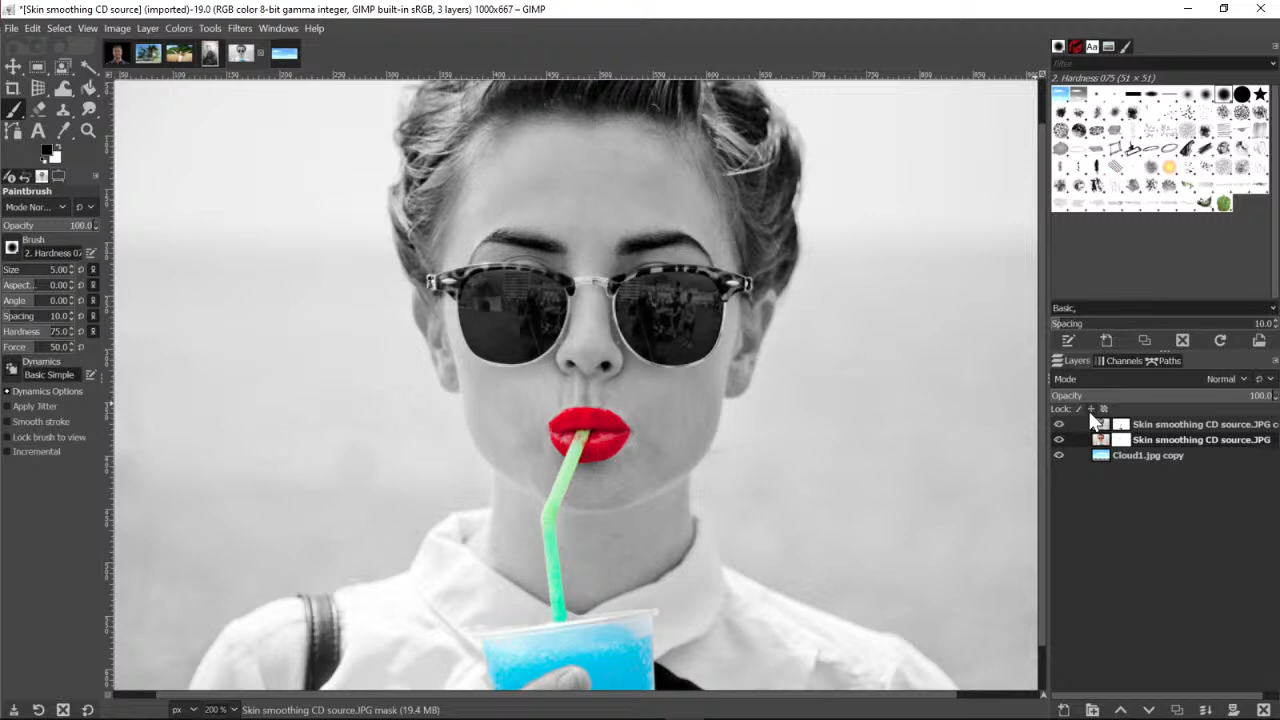 *[Skin smoothing CD source] (imported)-19.0 (RGB color 8-bit gamma integer, GIMP built-in sRGB, 3 layers) 1000x667 – GIMP
File Edit Select View Image Layer Colors Tools Filters Windows Help
Aa
filter
2. Hardness 075 (51 × 51)
Paintbrush
Mode Nor...
Opacity 100.0
Brush
2. Hardness 07
Size 5.00
Aspect... 0.00
Angle 0.00
Spacing 10.0
Hardness 75.0
Force 50.0
Dynamics
Basic Simple
Dynamics Options
Apply Jitter
Smooth stroke
Lock brush to view
Incremental
Basic,
Spacing 10.0
Layers Channels Paths
Mode Normal
Opacity 100.0
Lock:
Skin smoothing CD source.JPG c
Skin smoothing CD source.JPG
Cloud1.jpg copy
px 200 % Skin smoothing CD source.JPG mask (19.4 MB)